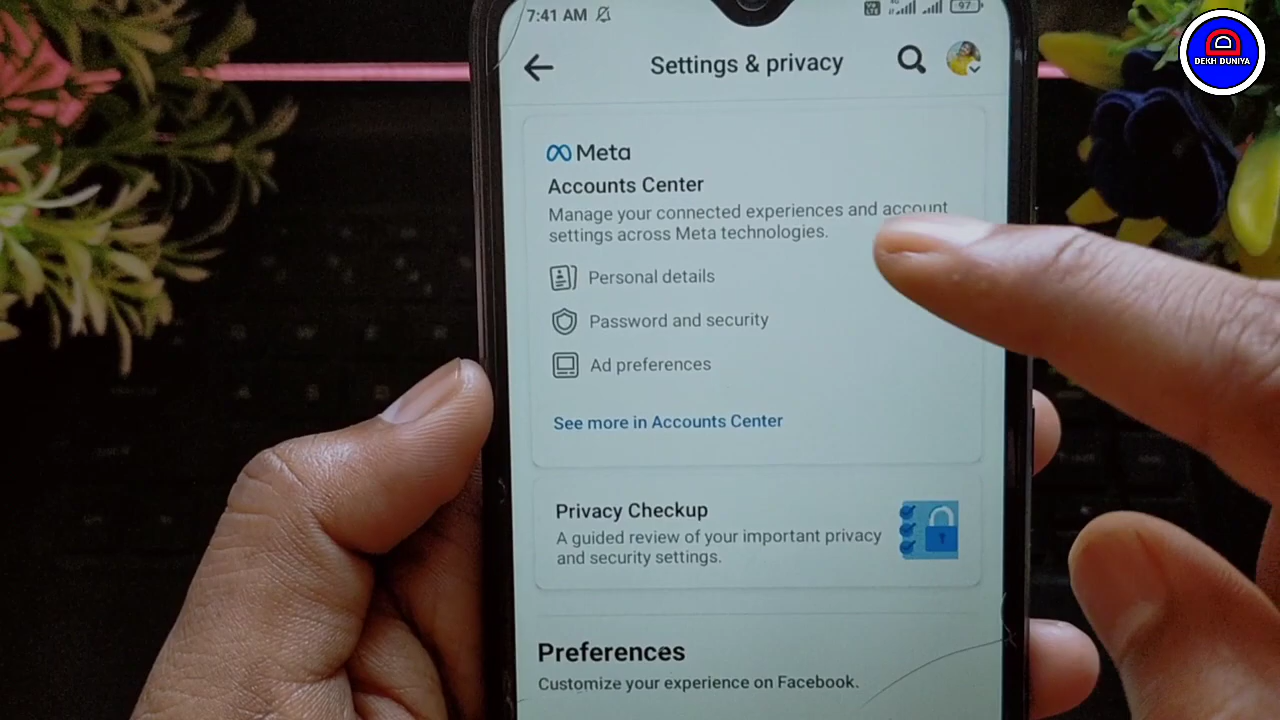 7:41 AM
97
DEKH DUNIYA
Settings & privacy
Meta
Accounts Center
Manage your connected experiences and account
settings across Meta technologies.
Personal details
Password and security
Ad preferences
See more in Accounts Center
Privacy Checkup
A guided review of your important privacy
and security settings.
Preferences
Customize your experience on Facebook.